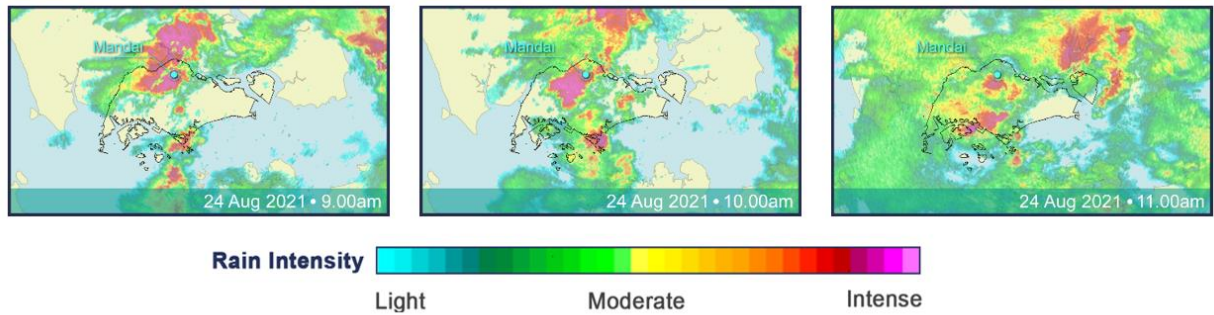 Mandai
24 Aug 2021 • 9.00am
Mandai
24 Aug 2021 • 10.00am
Mandai
24 Aug 2021 • 11.00am
Rain Intensity
Light
Moderate
Intense